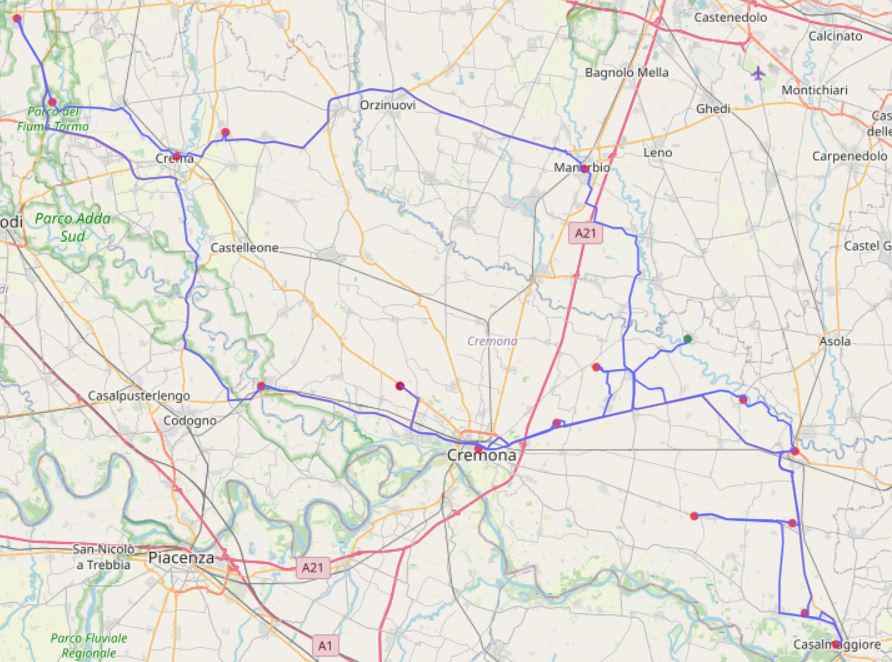 Castenedolo
Calcinato
Bagnolo Mella
Montichiari
Ghedi
Orzinuovi
Parco del
Fiume Tormo
Leno
Carpenedolo
Crema
Manerbio
Parco Adda
Sud
A21
Castelleone
Castel G
Cremona
Asola
Casalpusterlengo
Codogno
Cremona
San Nicolo
a Trebbia
Piacenza
A21
A1
Parco Fluviale
Regionale
Casalmaggiore